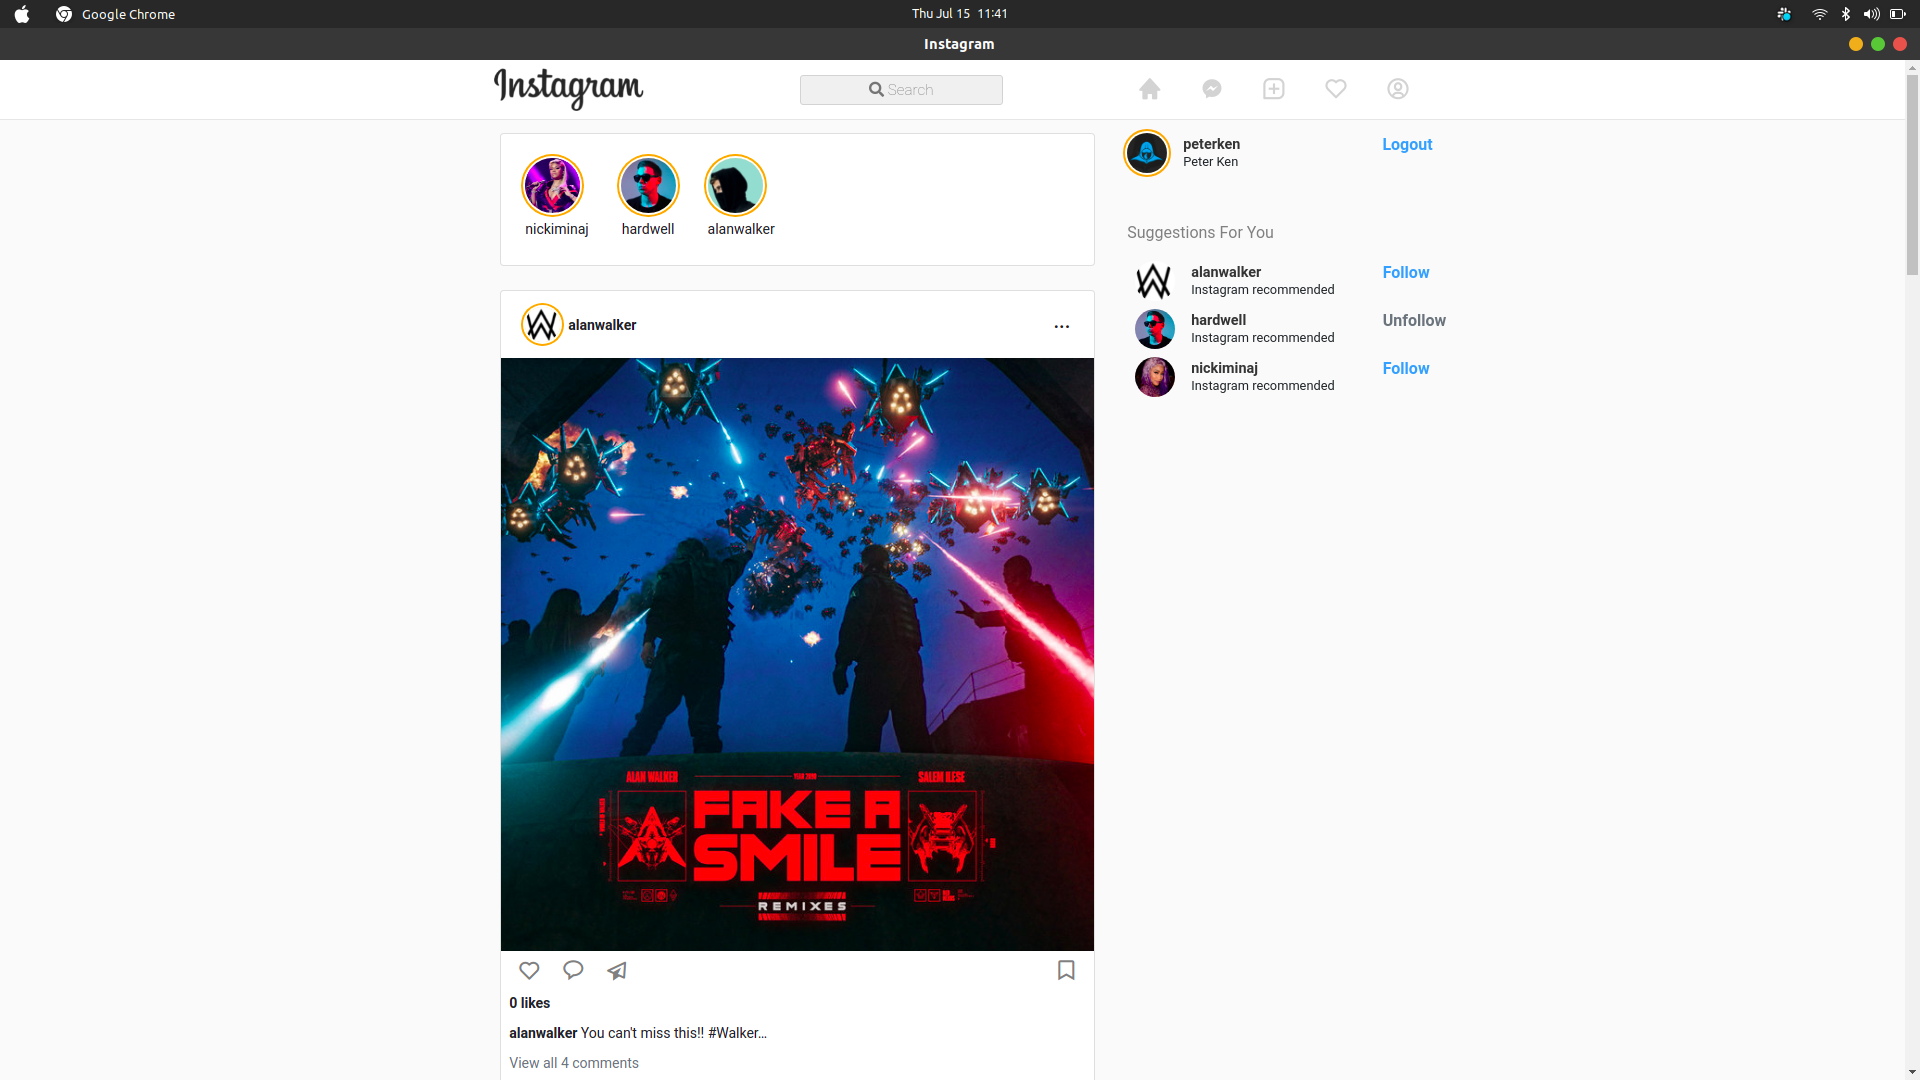 Google Chrome
Thu Jul 15 11:41
Instagram
Instagram
Search
nickiminaj
hardwell
alanwalker
peterken
Peter Ken
Logout
Suggestions For You
alanwalker
Instagram recommended
Follow
hardwell
Instagram recommended
Unfollow
nickiminaj
Instagram recommended
Follow
alanwalker
...
ALAN WALKER
SALEM ILESE
FAKE A
SMILE
REMIXES
0 likes
alanwalker You can't miss this!! #Walker...
View all 4 comments